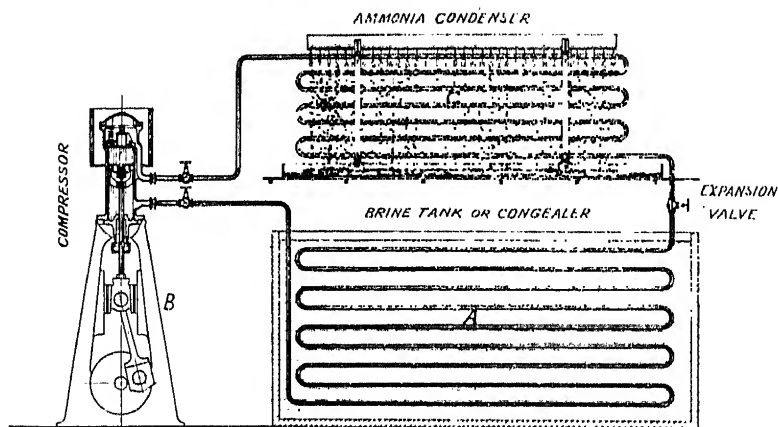 AMMONIA CONDENSER
C
COMPRESSOR
EXPANSION
VALVE
BRINE TANK OR CONGEALER
B
A